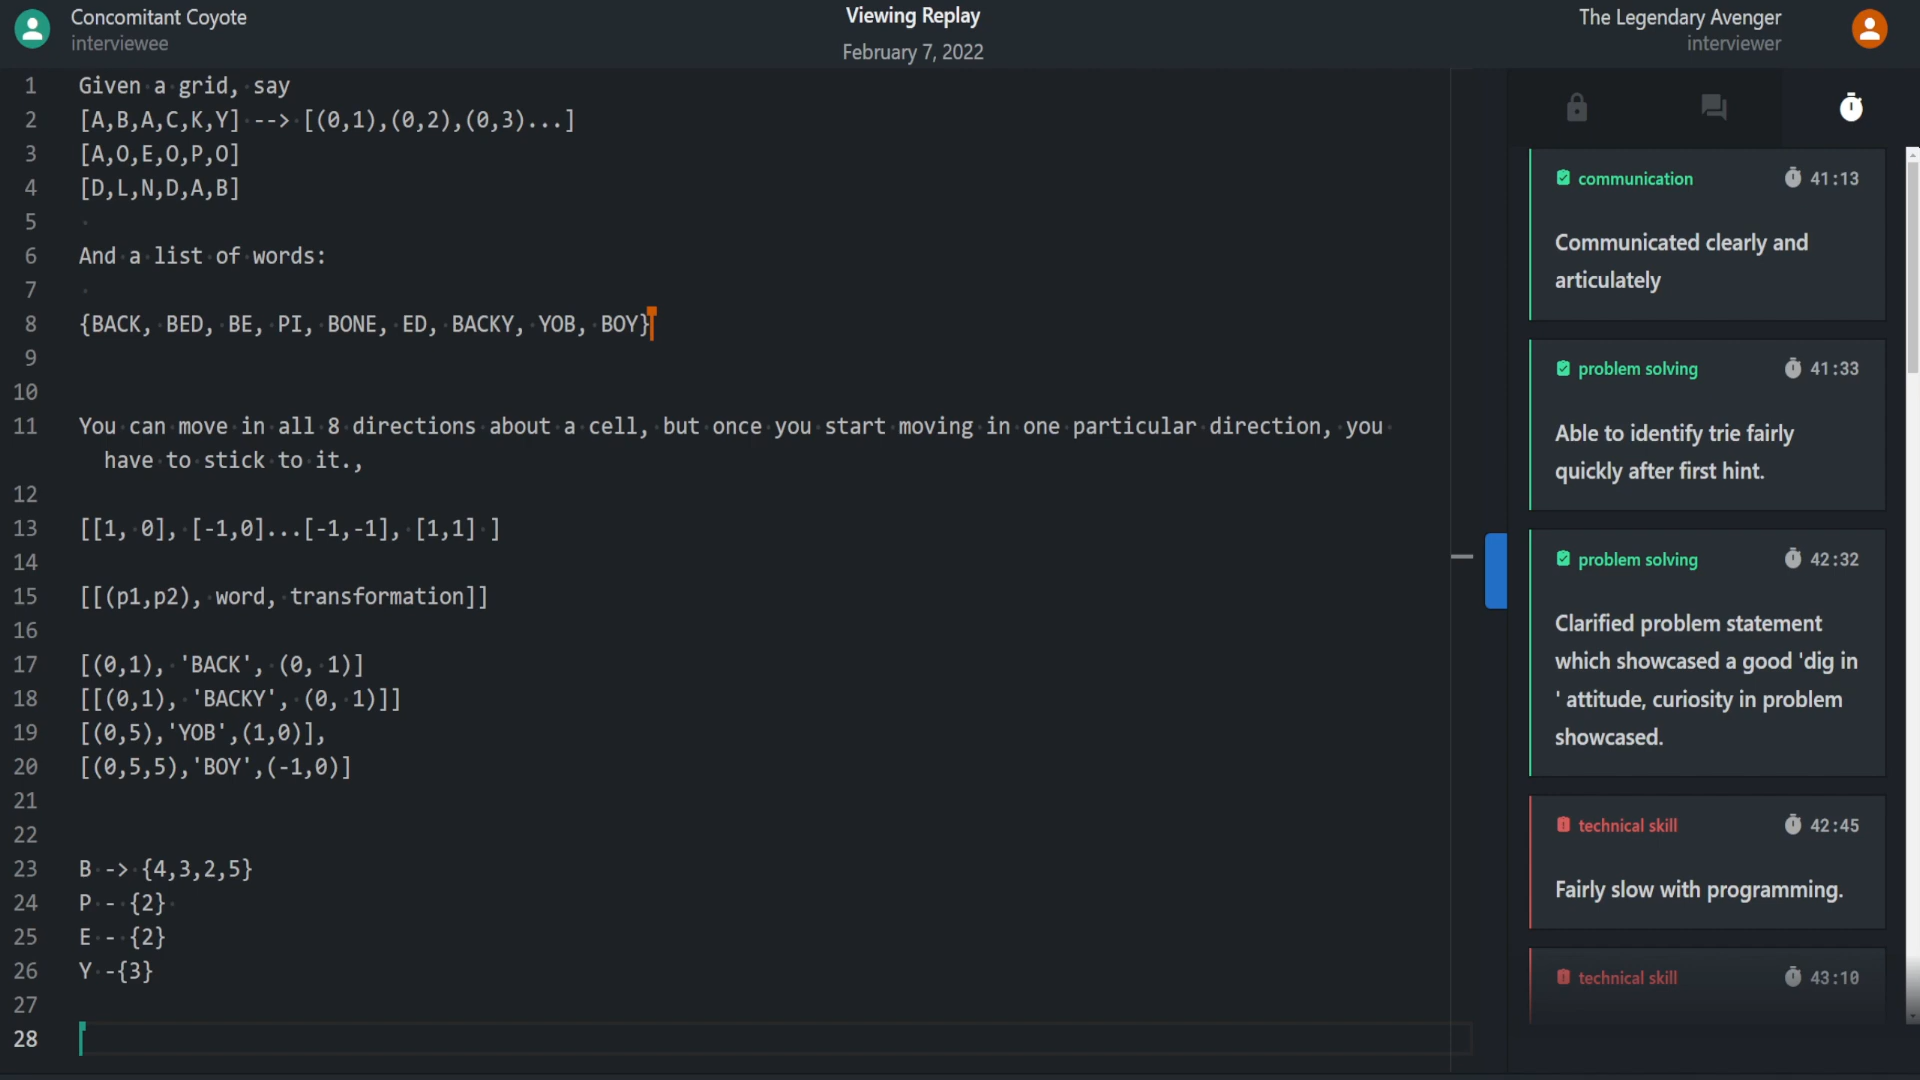 Concomitant Coyote
interviewee
Viewing Replay
February 7, 2022
The Legendary Avenger
interviewer
1 Given a grid, say
2 [A,B,A,C,K,Y] --> [(0,1),(0,2),(0,3)...]
3 [A,O,E,O,P,O]
4 [D,L,N,D,A,B]
5
6 And a list of words:
7
8 {BACK, BED, BE, PI, BONE, ED, BACKY, YOB, BOY}
9
10
11 You can move in all 8 directions about a cell, but once you start moving in one particular direction, you
have to stick to it.,
12
13 [[1, 0], [-1,0]...[-1,-1], [1,1] ]
14
15 [[(p1,p2), word, transformation]]
16
17 [(0,1), 'BACK', (0, 1)]
18 [[(0,1), 'BACKY', (0, 1)]]
19 [(0,5),'YOB',(1,0)],
20 [(0,5,5),'BOY',(-1,0)]
21
22
23 B -> {4,3,2,5}
24 P - {2}
25 E - {2}
26 Y -{3}
27
28
communication 41:13
Communicated clearly and
articulately
problem solving 41:33
Able to identify trie fairly
quickly after first hint.
problem solving 42:32
Clarified problem statement
which showcased a good 'dig in
' attitude, curiosity in problem
showcased.
technical skill 42:45
Fairly slow with programming.
technical skill 43:10